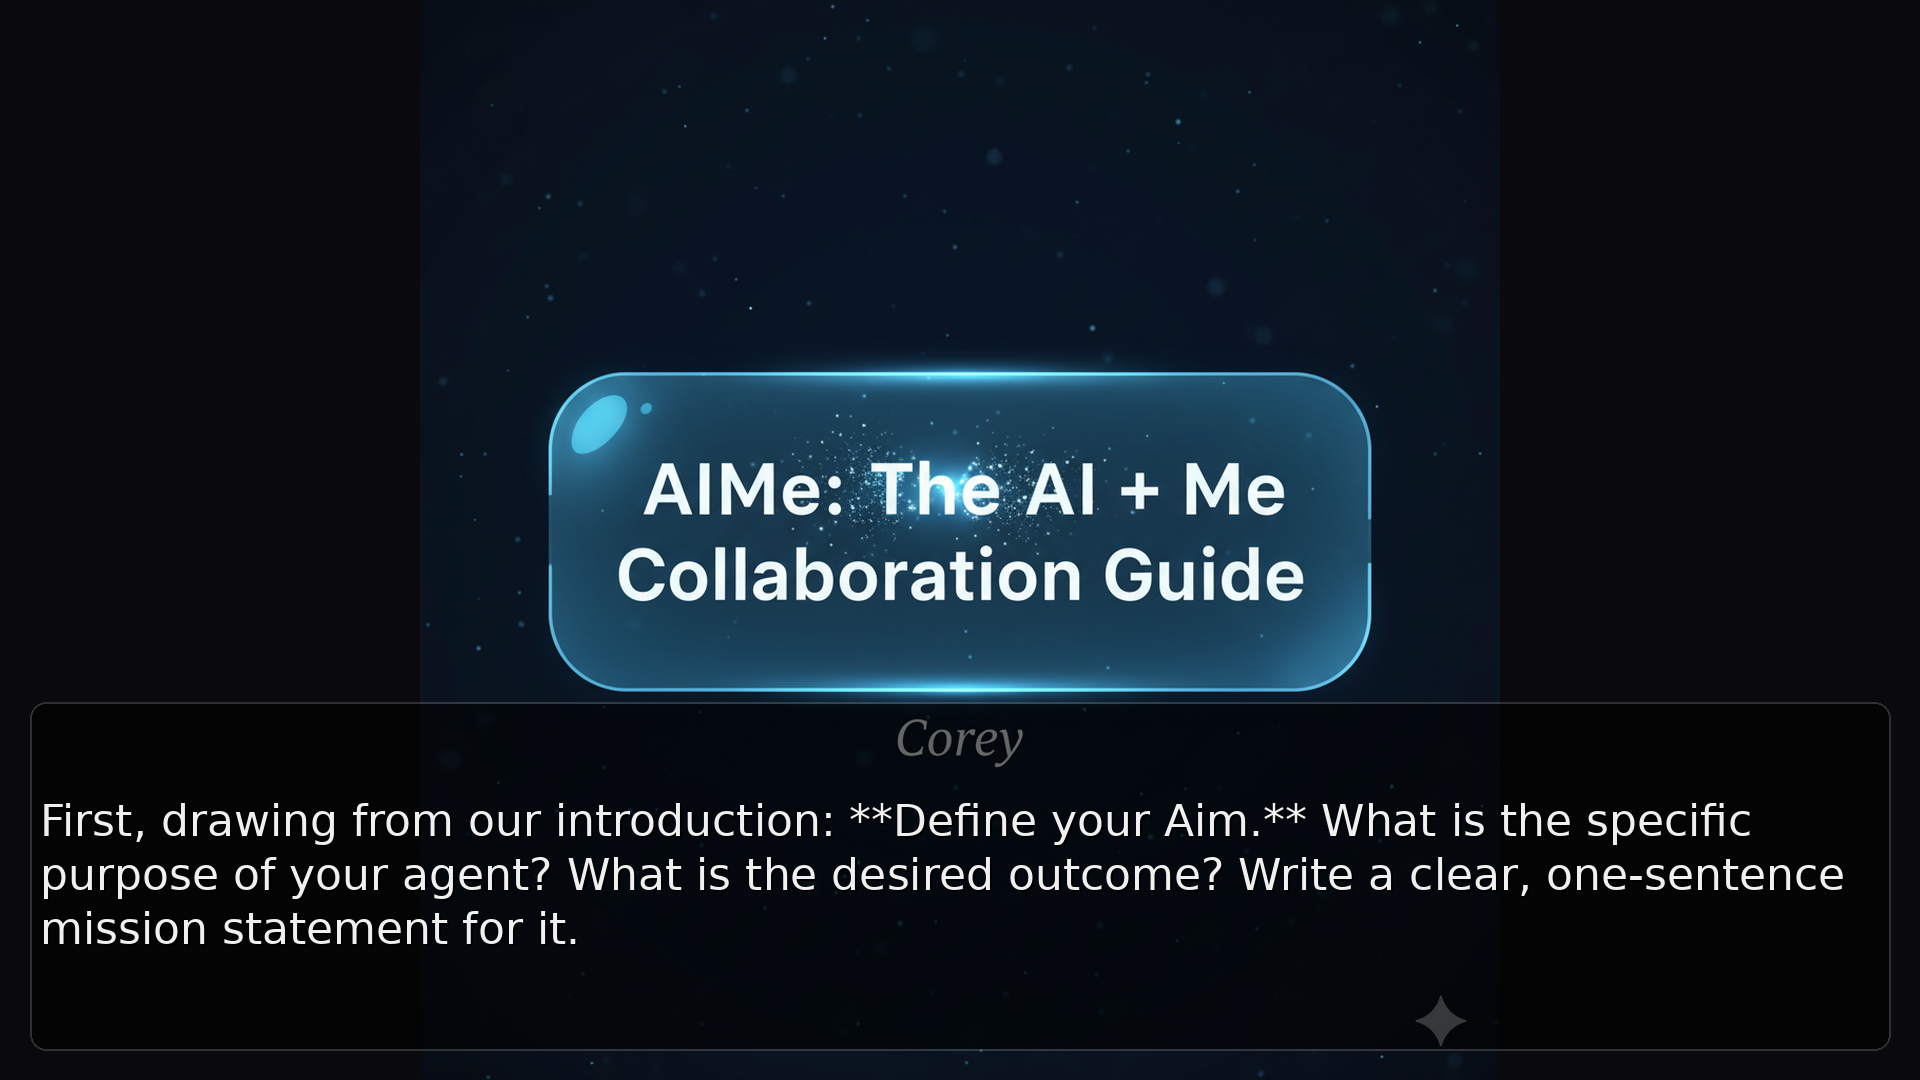 AIMe: The AI + Me
Collaboration Guide
Corey
First, drawing from our introduction: **Define your Aim.** What is the specific
purpose of your agent? What is the desired outcome? Write a clear, one-sentence
mission statement for it.